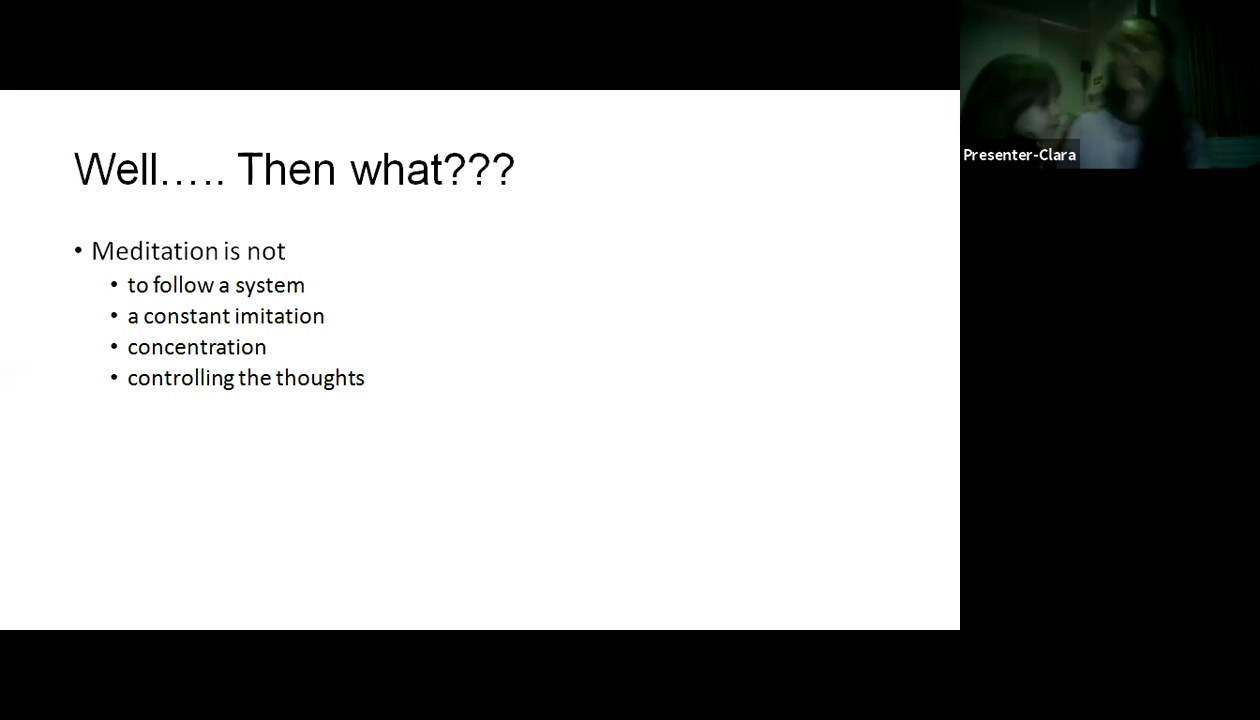 Well….. Then what???
• Meditation is not
• to follow a system
• a constant imitation
• concentration
• controlling the thoughts
Presenter-Clara